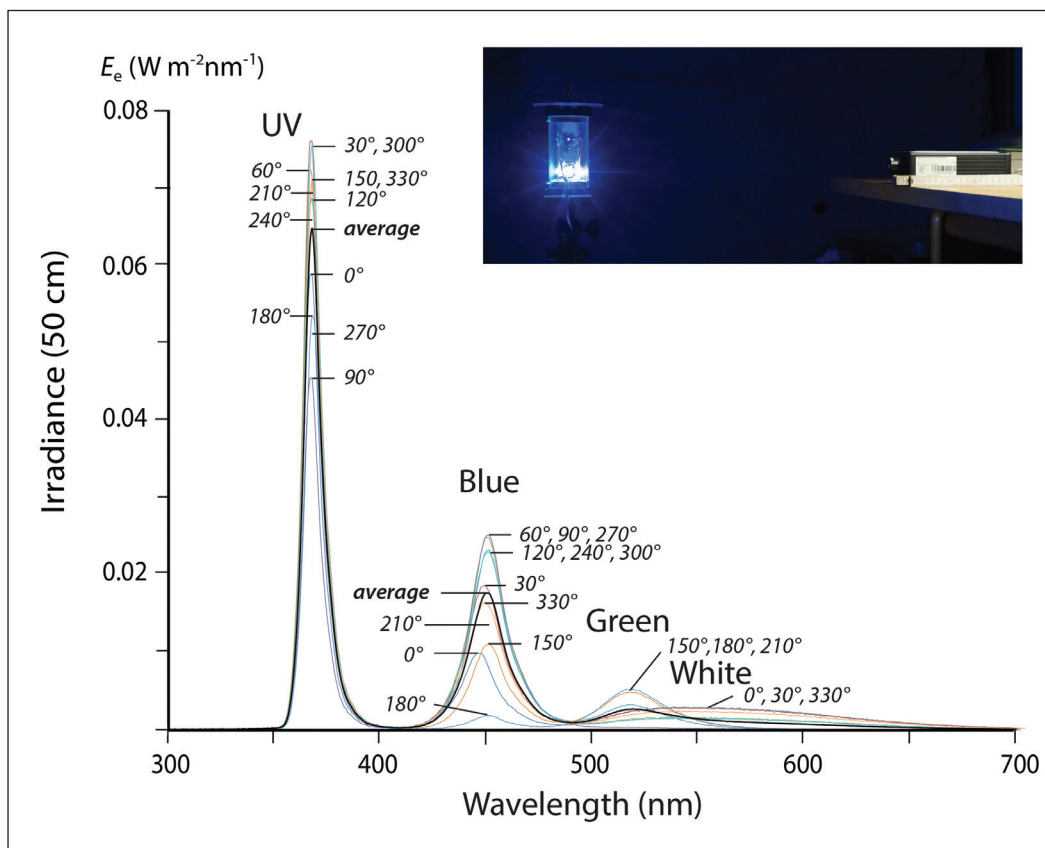 E_e (W m⁻²nm⁻¹)
0.08
0.06
0.04
0.02
Irradiance (50 cm)
UV
30°, 300°
60°
150, 330°
210°
120°
240°
average
0°
180°
270°
90°
Blue
60°, 90°, 270°
120°, 240°, 300°
30°
average
330°
210°
150°
0°
180°
Green
150°,180°, 210°
White
0°, 30°, 330°
300
400
500
600
700
Wavelength (nm)